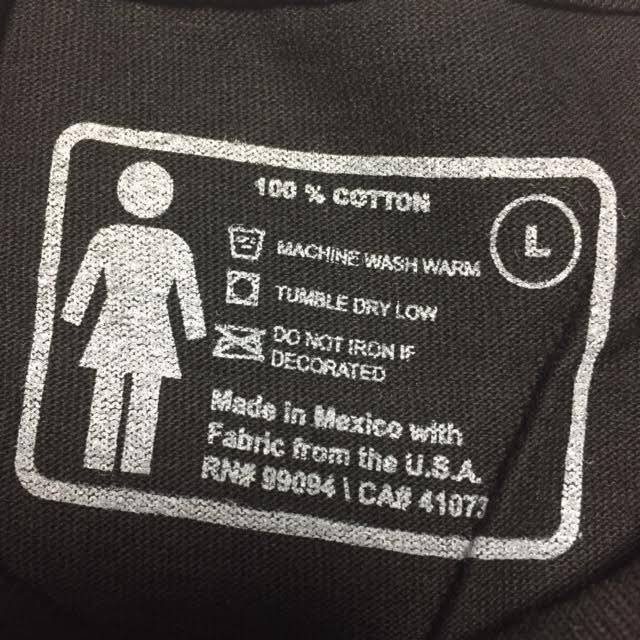 100 % COTTON
L
MACHINE WASH WARM
TUMBLE DRY LOW
DO NOT IRON IF
DECORATED
Made in Mexico with
Fabric from the U.S.A.
RN# 99094 \ CA# 41073